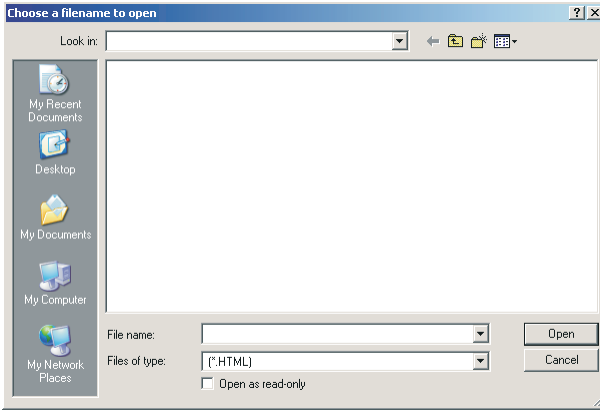 Choose a filename to open
Look in:
My Recent
Documents
Desktop
My Documents
My Computer
My Network
Places
File name:
Open
Files of type:
(*.HTML)
Cancel
Open as read-only